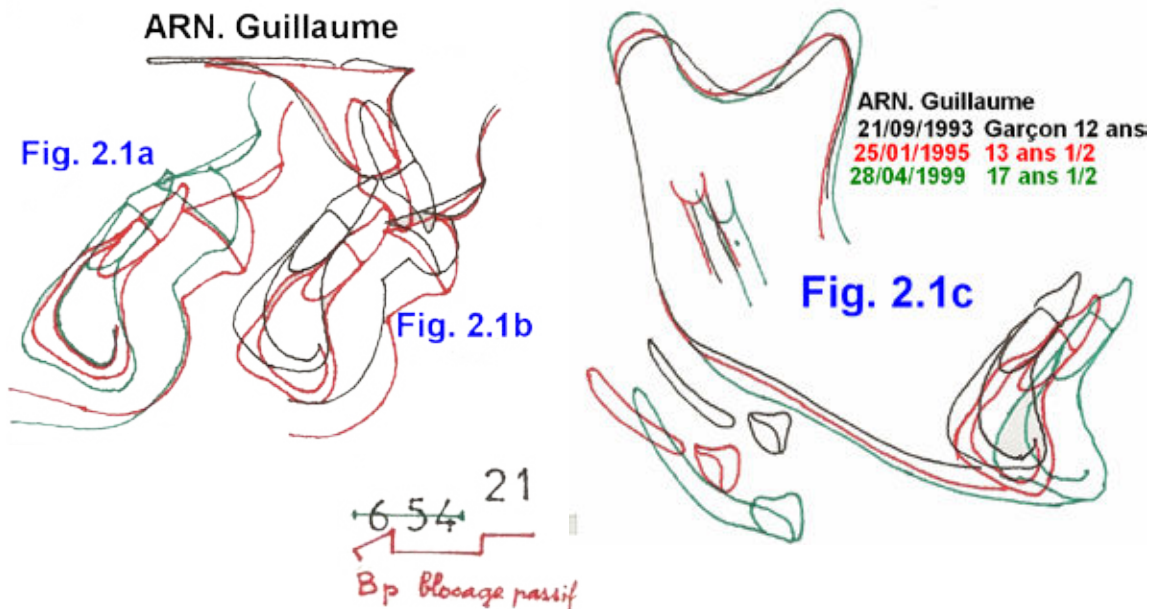 ARN. Guillaume
Fig. 2.1a
Fig. 2.1b
21
6 54
Bp blocage passif
ARN. Guillaume
21/09/1993 Garçon 12 ans
25/01/1995 13 ans 1/2
28/04/1999 17 ans 1/2
Fig. 2.1c